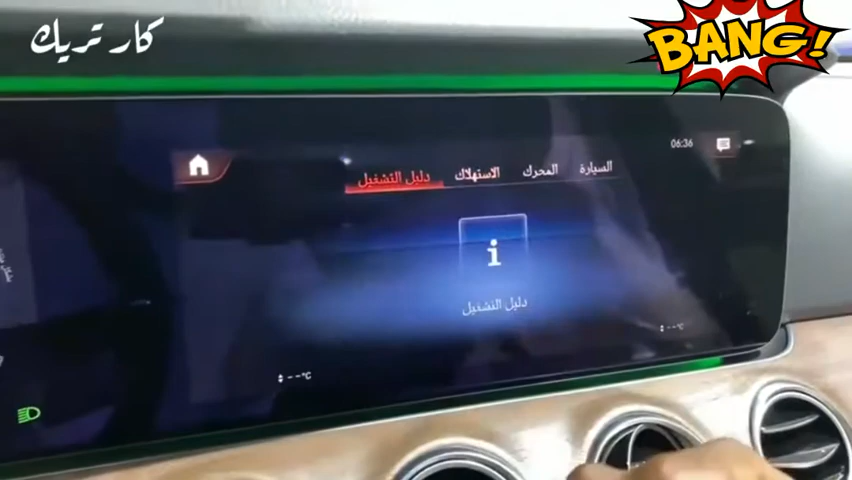 كار تريك
BANG!
06:36
السيارة المحرك الاستهلاك دليل التشغيل
i
دليل التشغيل
--°C
--°C